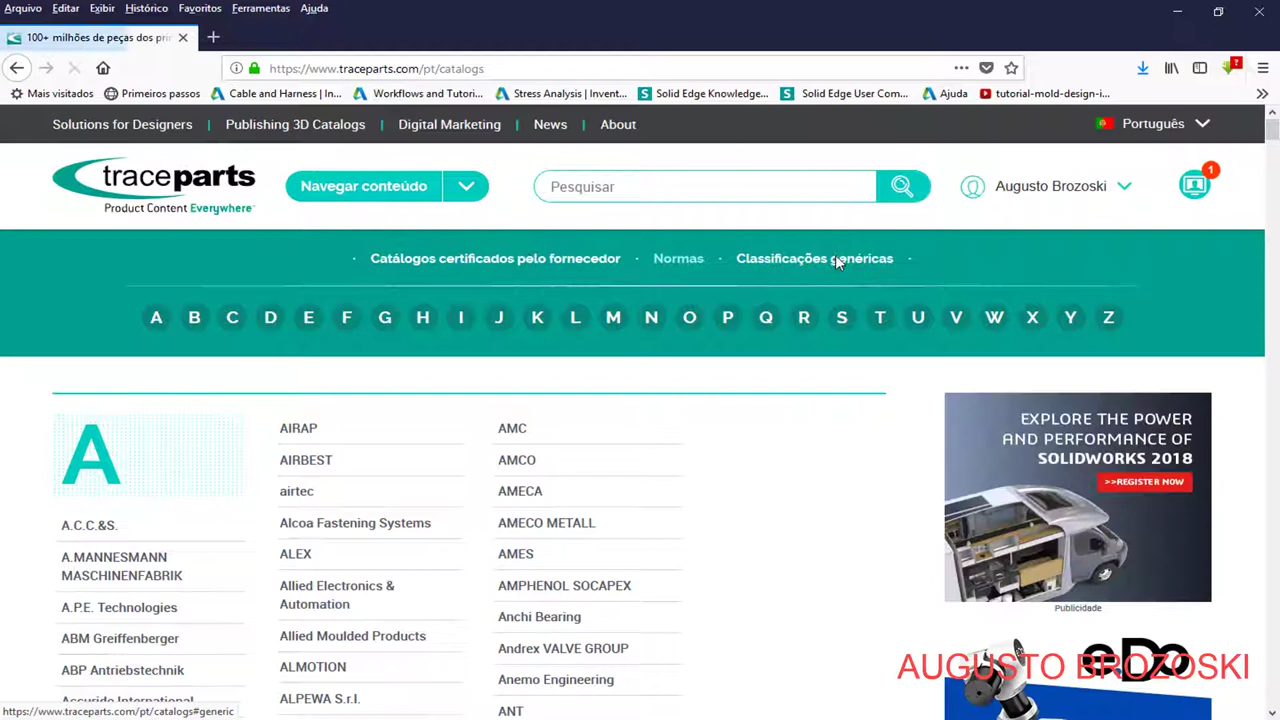 Arquivo Editar Exibir Histórico Favoritos Ferramentas Ajuda
100+ milhões de peças dos pri
https://www.traceparts.com/pt/catalogs
Mais visitados Primeiros passos Cable and Harness | In... Workflows and Tutori... Stress Analysis | Invent... Solid Edge Knowledge... Solid Edge User Com... Ajuda tutorial-mold-design-i...
Solutions for Designers | Publishing 3D Catalogs | Digital Marketing | News | About
Português
traceparts
Product Content Everywhere
Navegar conteúdo
Pesquisar
Augusto Brozoski
1
· Catálogos certificados pelo fornecedor · Normas · Classificações genéricas ·
A B C D E F G H I J K L M N O P Q R S T U V W X Y Z
A
A.C.C.&S.
A.MANNESMANN
MASCHINENFABRIK
A.P.E. Technologies
ABM Greiffenberger
ABP Antriebstechnik
Accuride International
AIRAP
AIRBEST
airtec
Alcoa Fastening Systems
ALEX
Allied Electronics &
Automation
Allied Moulded Products
ALMOTION
ALPEWA S.r.l.
AMC
AMCO
AMECA
AMECO METALL
AMES
AMPHENOL SOCAPEX
Anchi Bearing
Andrex VALVE GROUP
Anemo Engineering
ANT
EXPLORE THE POWER
AND PERFORMANCE OF
SOLIDWORKS 2018
>>REGISTER NOW
Publicidade
eDo
AUGUSTO BROZOSKI
https://www.traceparts.com/pt/catalogs#generic